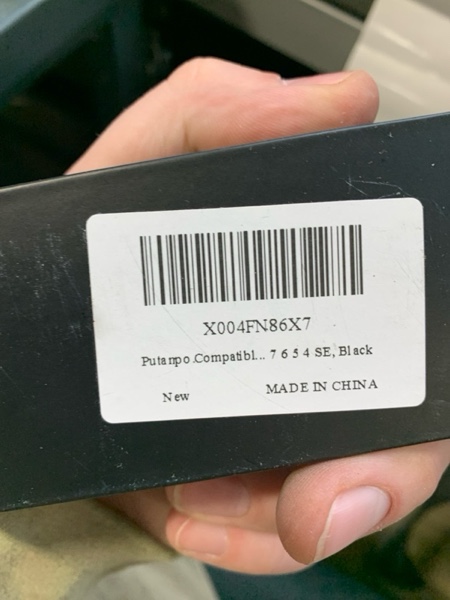 X004FN86X7
Putanpo Compatibl... 7 6 5 4 SE, Black
New
MADE IN CHINA